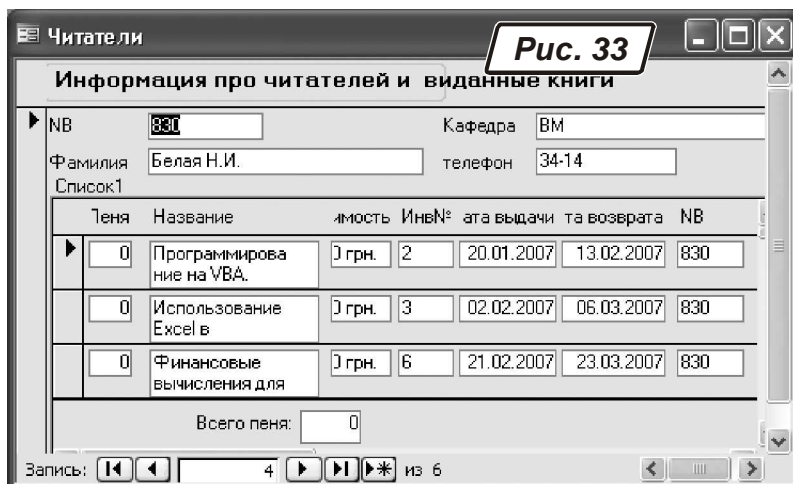 Читатели
Рис. 33
Информация про читателей и виданные книги
NB 830 Кафедра ВМ
Фамилия Белая Н.И. телефон 34-14
Список1
Пеня Название имость ИнвNº ата выдачи та возврата NB
0 Программирова 0 грн. 2 20.01.2007 13.02.2007 830
ние на VBA.
0 Использование 0 грн. 3 02.02.2007 06.03.2007 830
Excel в
0 Финансовые 0 грн. 6 21.02.2007 23.03.2007 830
вычисления для
Всего пеня: 0
Запись: 4 из 6